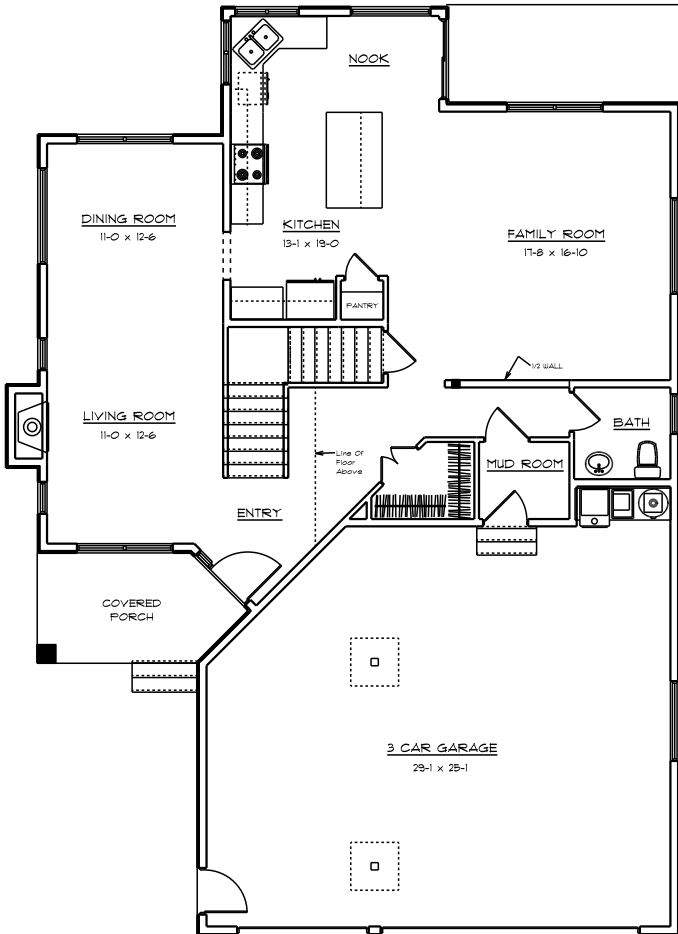 NOOK
DINING ROOM
11-0 x 12-6
KITCHEN
13-1 x 19-0
FAMILY ROOM
17-8 x 16-10
PANTRY
1/2 WALL
LIVING ROOM
11-0 x 12-6
BATH
Line Of
Floor
Above
MUD ROOM
ENTRY
COVERED
PORCH
3 CAR GARAGE
29-1 x 25-1